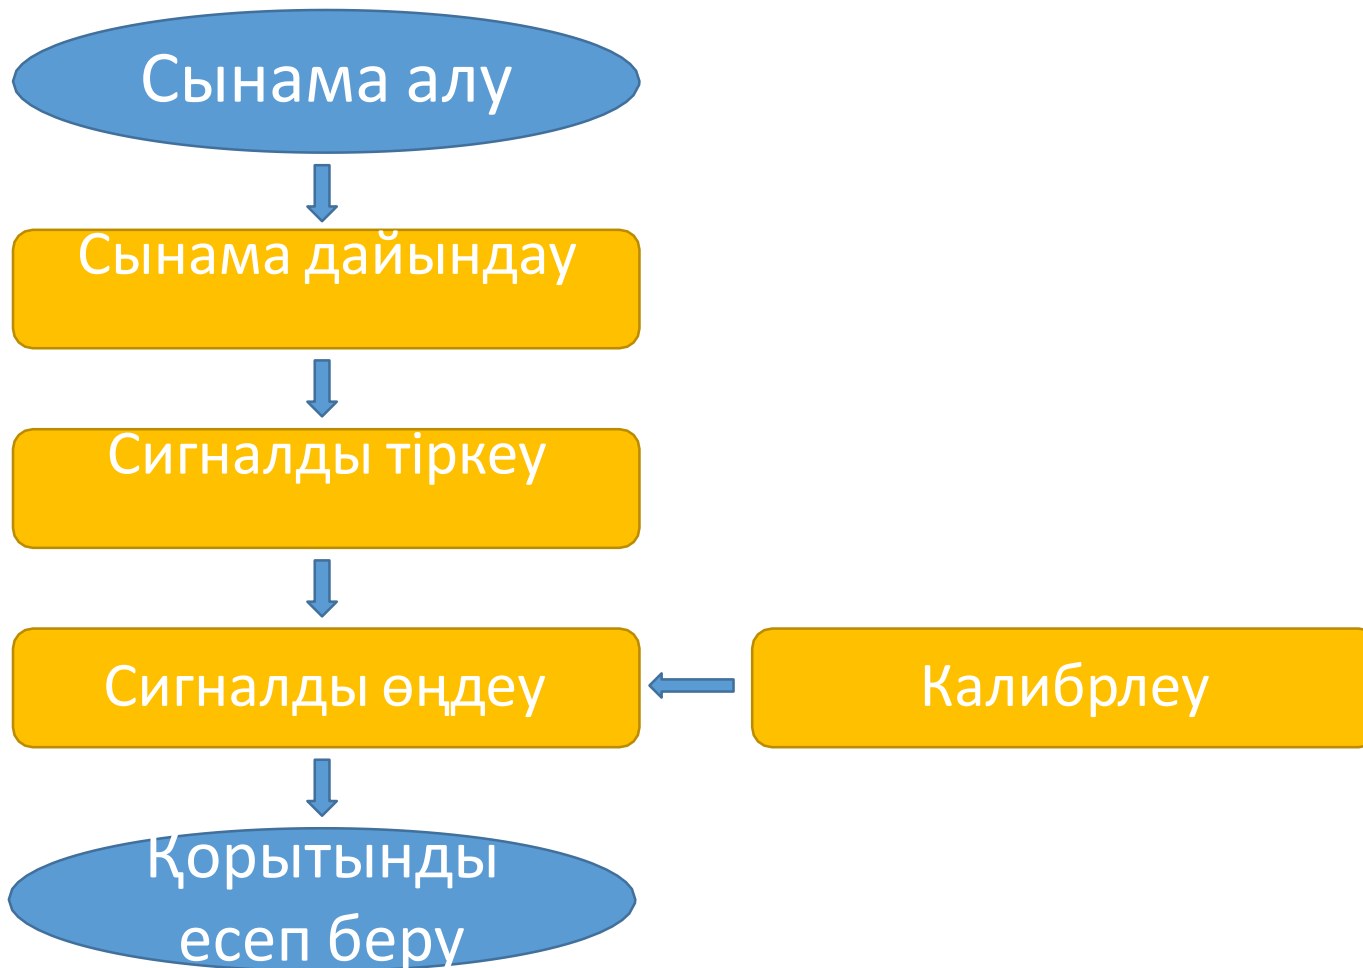 Сынама алу
Сынама дайындау
Сигналды тіркеу
Сигналды өңдеу
Калибрлеу
Қорытынды
есеп беру